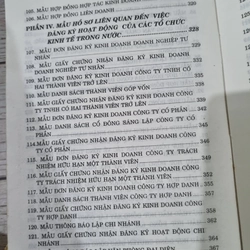 105. MẪU HỢP ĐỒNG HỢP TÁC KINH DOANH
106. MẪU HỢP ĐỒNG LIÊN DOANH
PHẦN IV. MẪU HỒ SƠ LIÊN QUAN ĐẾN VIỆC
ĐĂNG KÝ HOẠT ĐỘNG CỦA CÁC TỔ CHỨC
KINH TẾ TRONG NƯỚC 328
107. MẪU ĐƠN ĐĂNG KÝ KINH DOANH DOANH NGHIỆP TƯ
NHÂN
MẪU GIẤY CHỨNG NHẬN ĐĂNG KÝ KINH DOANH
DOANH NGHIỆP TƯ NHÂN
MẪU ĐƠN ĐĂNG KÝ KINH DOANH CÔNG TY TNHH CÓ
HAI THÀNH VIÊN TRỞ LÊN
MẪU DANH SÁCH THÀNH VIÊN GÓP VỐN
MẪU GIẤY CHỨNG NHẬN ĐĂNG KÝ KINH DOANH CÔNG TY
TNHH CÓ HAI THÀNH VIÊN TRỞ LÊN
MẪU ĐƠN ĐĂNG KÝ KINH DOANH CÔNG TY CỔ PHẦN
MẪU DANH SÁCH CỔ ĐÔNG SÁNG LẬP CÔNG TY CỔ
PHẦN
114. MẪU GIẤY CHỨNG NHẬN ĐĂNG KÝ KINH DOANH CÔNG
TY CỔ PHẦN
MẪU ĐƠN ĐĂNG KÝ KINH DOANH CÔNG TY TRÁCH
NHIỆM HỮU HẠN MỘT THÀNH VIÊN
MẪU GIẤY CHỨNG NHẬN ĐĂNG KÝ KINH DOANH CÔNG
TY TRÁCH NHIỆM HỮU HẠN MỘT THÀNH VIÊN
MẪU ĐƠN ĐĂNG KÝ KINH DOANH CÔNG TY HỢP DANH
MẪU DANH SÁCH THÀNH VIÊN CÔNG TY HỢP DANH
MẪU GIẤY CHỨNG NHẬN ĐĂNG KÝ KINH DOANH CÔNG
TY HỢP DANH
MẪU THÔNG BÁO LẬP CHI NHÁNH
MẪU GIẤY CHỨNG NHẬN ĐĂNG KÝ HOẠT ĐỘNG CHI
NHÁNH